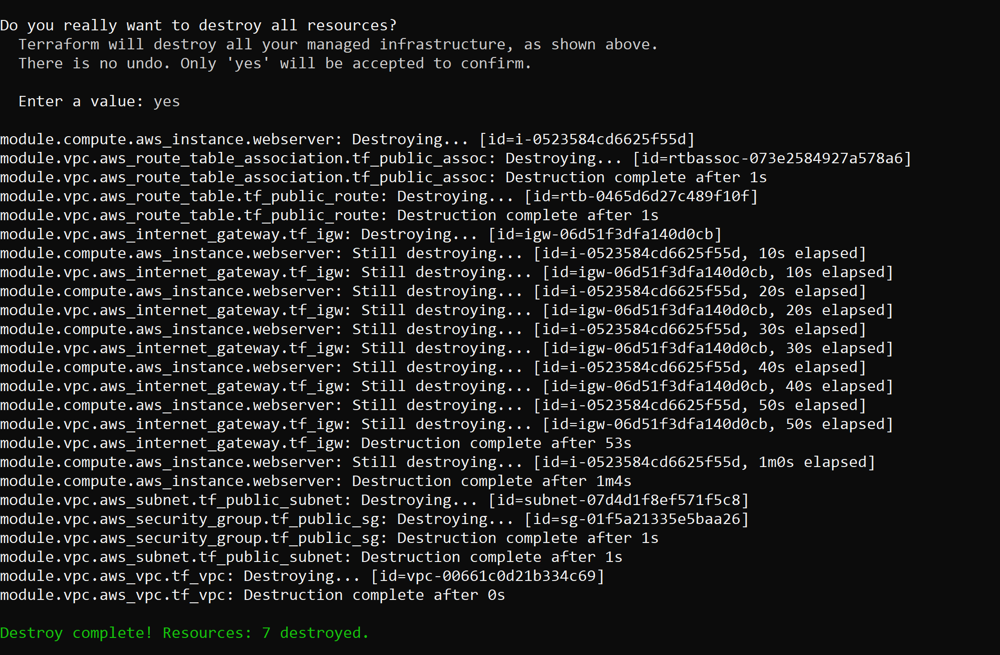 Do you really want to destroy all resources?
Terraform will destroy all your managed infrastructure, as shown above.
There is no undo. Only 'yes' will be accepted to confirm.
Enter a value: yes
module.compute.aws_instance.webserver: Destroying... [id=i-0523584cd6625f55d]
module.vpc.aws_route_table_association.tf_public_assoc: Destroying... [id=rtbassoc-073e2584927a578a6]
module.vpc.aws_route_table_association.tf_public_assoc: Destruction complete after 1s
module.vpc.aws_route_table.tf_public_route: Destroying... [id=rtb-0465d6d27c489f10f]
module.vpc.aws_route_table.tf_public_route: Destruction complete after 1s
module.vpc.aws_internet_gateway.tf_igw: Destroying... [id=igw-06d51f3dfa140d0cb]
module.compute.aws_instance.webserver: Still destroying... [id=i-0523584cd6625f55d, 10s elapsed]
module.vpc.aws_internet_gateway.tf_igw: Still destroying... [id=igw-06d51f3dfa140d0cb, 10s elapsed]
module.compute.aws_instance.webserver: Still destroying... [id=i-0523584cd6625f55d, 20s elapsed]
module.vpc.aws_internet_gateway.tf_igw: Still destroying... [id=igw-06d51f3dfa140d0cb, 20s elapsed]
module.compute.aws_instance.webserver: Still destroying... [id=i-0523584cd6625f55d, 30s elapsed]
module.vpc.aws_internet_gateway.tf_igw: Still destroying... [id=igw-06d51f3dfa140d0cb, 30s elapsed]
module.compute.aws_instance.webserver: Still destroying... [id=i-0523584cd6625f55d, 40s elapsed]
module.vpc.aws_internet_gateway.tf_igw: Still destroying... [id=igw-06d51f3dfa140d0cb, 40s elapsed]
module.compute.aws_instance.webserver: Still destroying... [id=i-0523584cd6625f55d, 50s elapsed]
module.vpc.aws_internet_gateway.tf_igw: Still destroying... [id=igw-06d51f3dfa140d0cb, 50s elapsed]
module.vpc.aws_internet_gateway.tf_igw: Destruction complete after 53s
module.compute.aws_instance.webserver: Still destroying... [id=i-0523584cd6625f55d, 1m0s elapsed]
module.compute.aws_instance.webserver: Destruction complete after 1m4s
module.vpc.aws_subnet.tf_public_subnet: Destroying... [id=subnet-07d4d1f8ef571f5c8]
module.vpc.aws_security_group.tf_public_sg: Destroying... [id=sg-01f5a21335e5baa26]
module.vpc.aws_security_group.tf_public_sg: Destruction complete after 1s
module.vpc.aws_subnet.tf_public_subnet: Destruction complete after 1s
module.vpc.aws_vpc.tf_vpc: Destroying... [id=vpc-00661c0d21b334c69]
module.vpc.aws_vpc.tf_vpc: Destruction complete after 0s
Destroy complete! Resources: 7 destroyed.